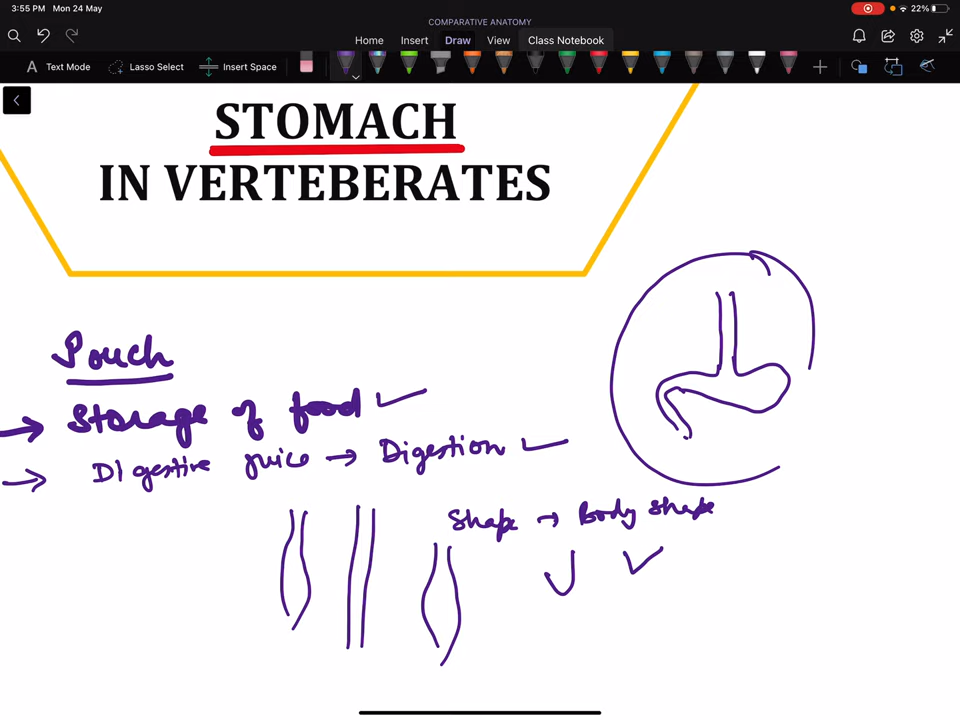 3:55 PM Mon 24 May
22%
COMPARATIVE ANATOMY
Home Insert Draw View Class Notebook
Text Mode Lasso Select Insert Space
STOMACH
IN VERTEBERATES
Pouch
→ Storage of food ✓
→ Digestive juice → Digestion ✓
Shape → Body shape